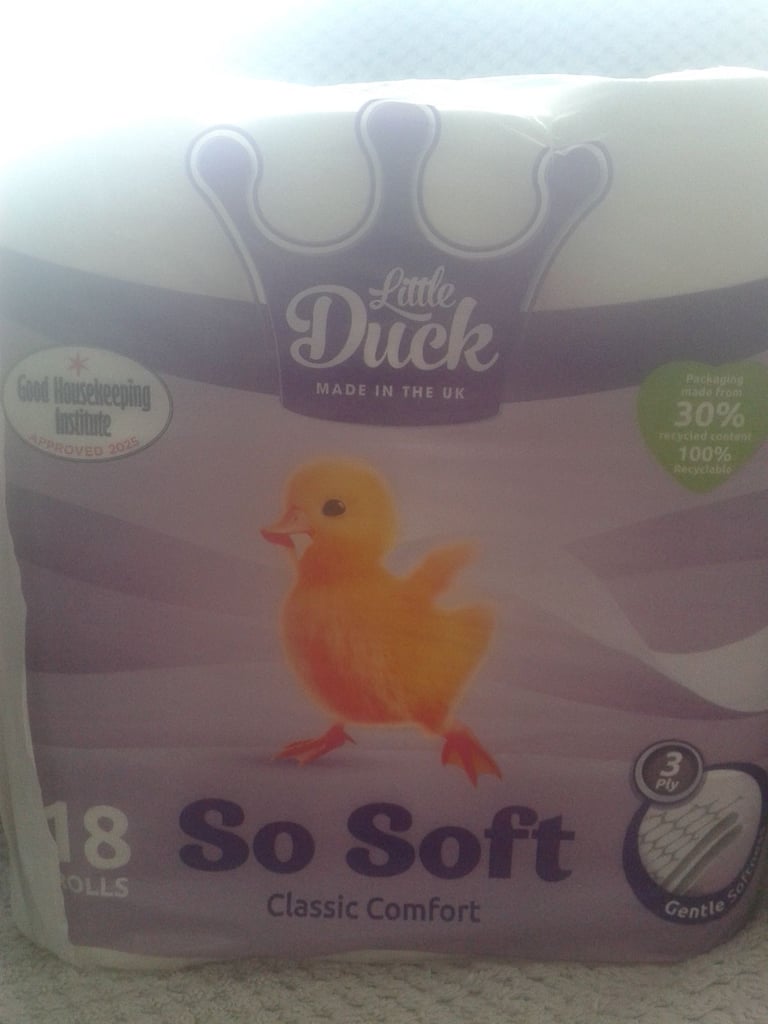 Little
Duck
MADE IN THE UK
Good Housekeeping
Institute
APPROVED 2025
Packaging
made from
30%
recycled content
100%
Recyclable
18
ROLLS
So Soft
Classic Comfort
3
Ply
Gentle Softness